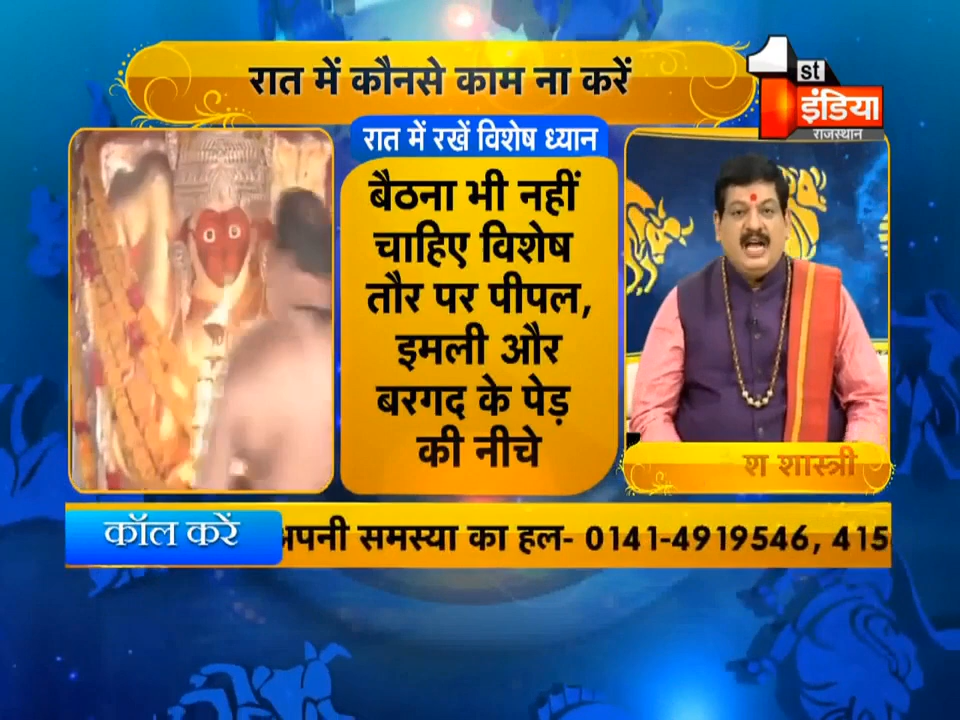 रात में कौनसे काम ना करें
1st
इंडिया
राजस्थान
रात में रखें विशेष ध्यान
बैठना भी नहीं
चाहिए विशेष
तौर पर पीपल,
इमली और
बरगद के पेड़
की नीचे
श शास्त्री
कॉल करें
अपनी समस्या का हल- 0141-4919546, 415